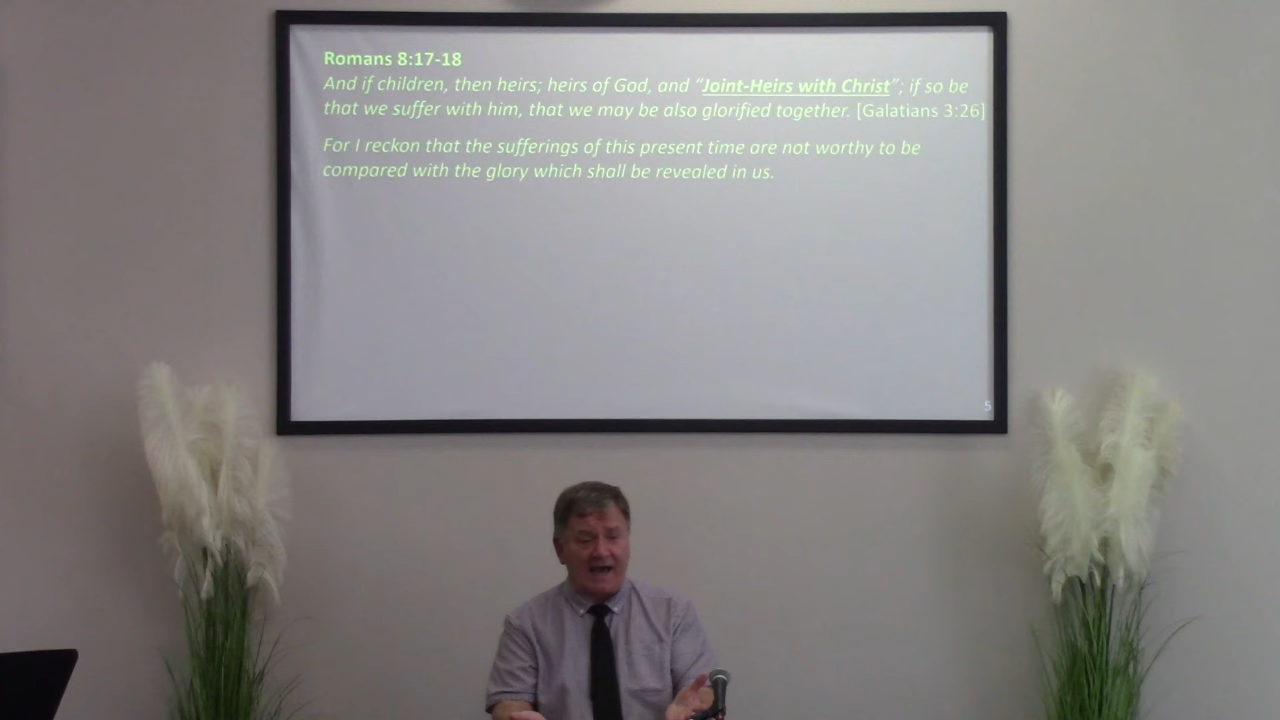 Romans 8:17-18
And if children, then heirs; heirs of God, and “Joint-Heirs with Christ”; if so be
that we suffer with him, that we may be also glorified together. [Galatians 3:26]
For I reckon that the sufferings of this present time are not worthy to be
compared with the glory which shall be revealed in us.
5